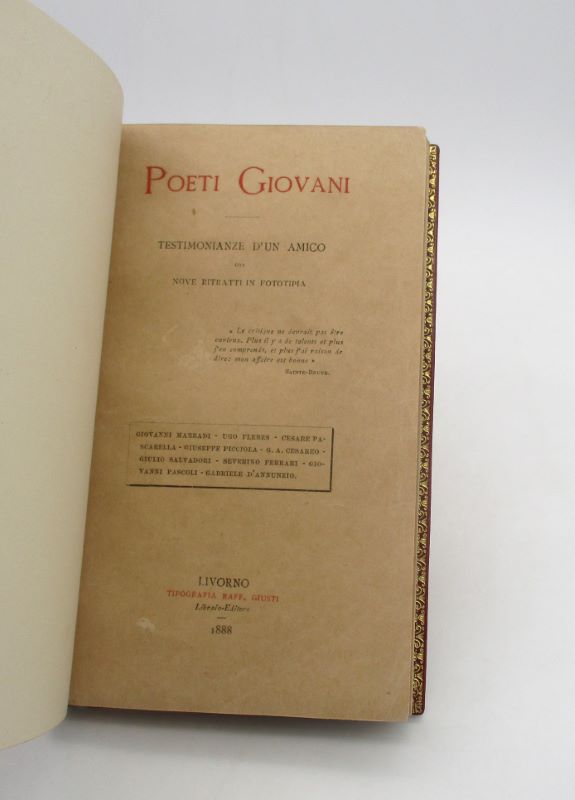 POETI GIOVANI
TESTIMONIANZE D'UN AMICO
CON
NOVE RITRATTI IN FOTOTIPIA
« Le critique ne devrait pas être
curieux. Plus il y a de talents et plus
j'en comprends, et plus j'ai raison de
dire: mon affaire est bonne »
SAINTE-BEUVE.
GIOVANNI MARRADI - UGO FLERES - CESARE PA-
SCARELLA - GIUSEPPE PICCIOLA - G. A. CESAREO -
GIULIO SALVADORI - SEVERINO FERRARI - GIO-
VANNI PASCOLI - GABRIELE D'ANNUNZIO.
LIVORNO
TIPOGRAFIA RAFF. GIUSTI
Libraio-Editore
1888